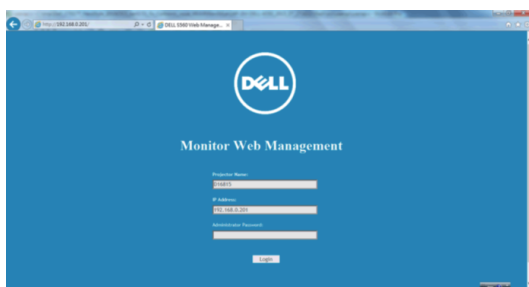 http://192.168.0.201/
DELL S560 Web Manage...
DELL
Monitor Web Management
Projector Name:
IP Address:
192.168.0.201
Administrator Password:
Login